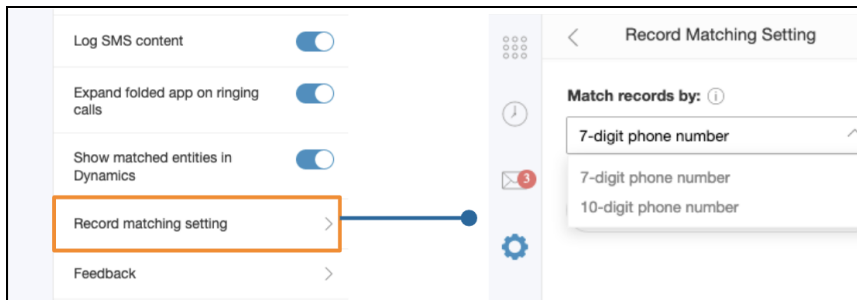 Log SMS content
Expand folded app on ringing
calls
Show matched entities in
Dynamics
Record matching setting
Feedback
3
Record Matching Setting
Match records by: i
7-digit phone number
7-digit phone number
10-digit phone number